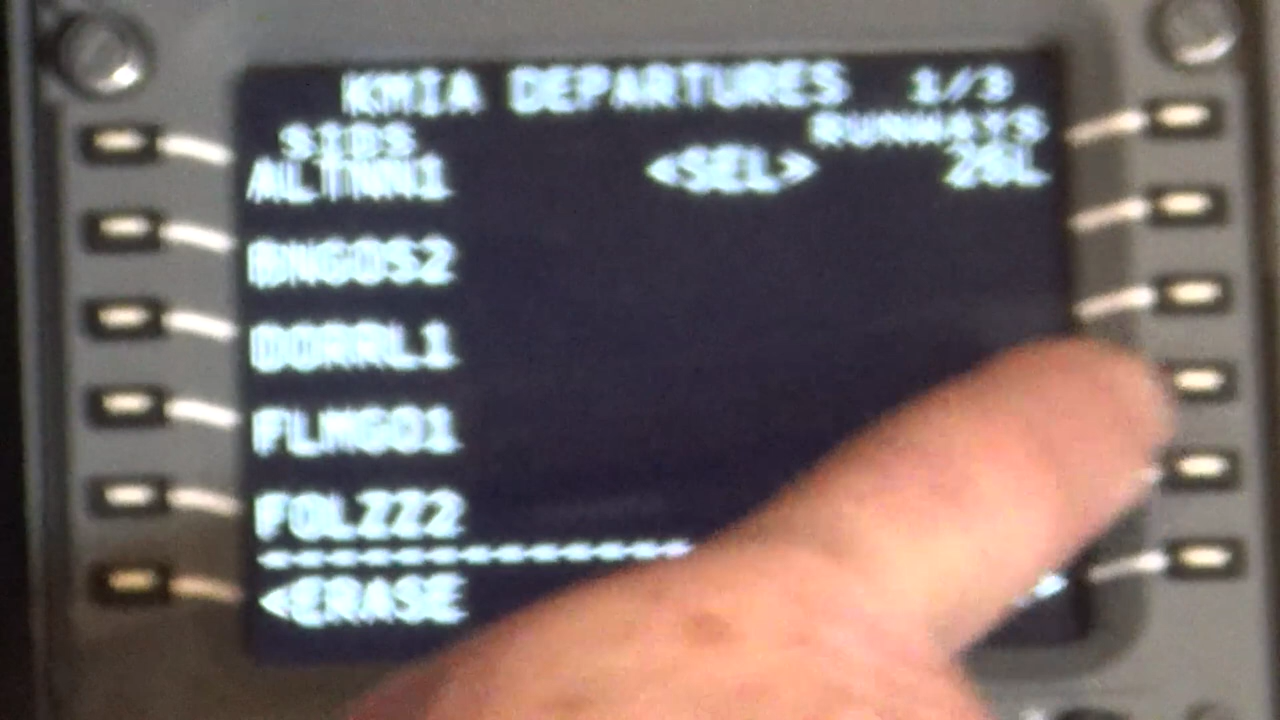 KMIA DEPARTURES 1/3
SIDS RUNWAYS
ALTNN1 <SEL> 26L
BNGOS2
DORRL1
FLMGO1
FOLZZ2
<ERASE